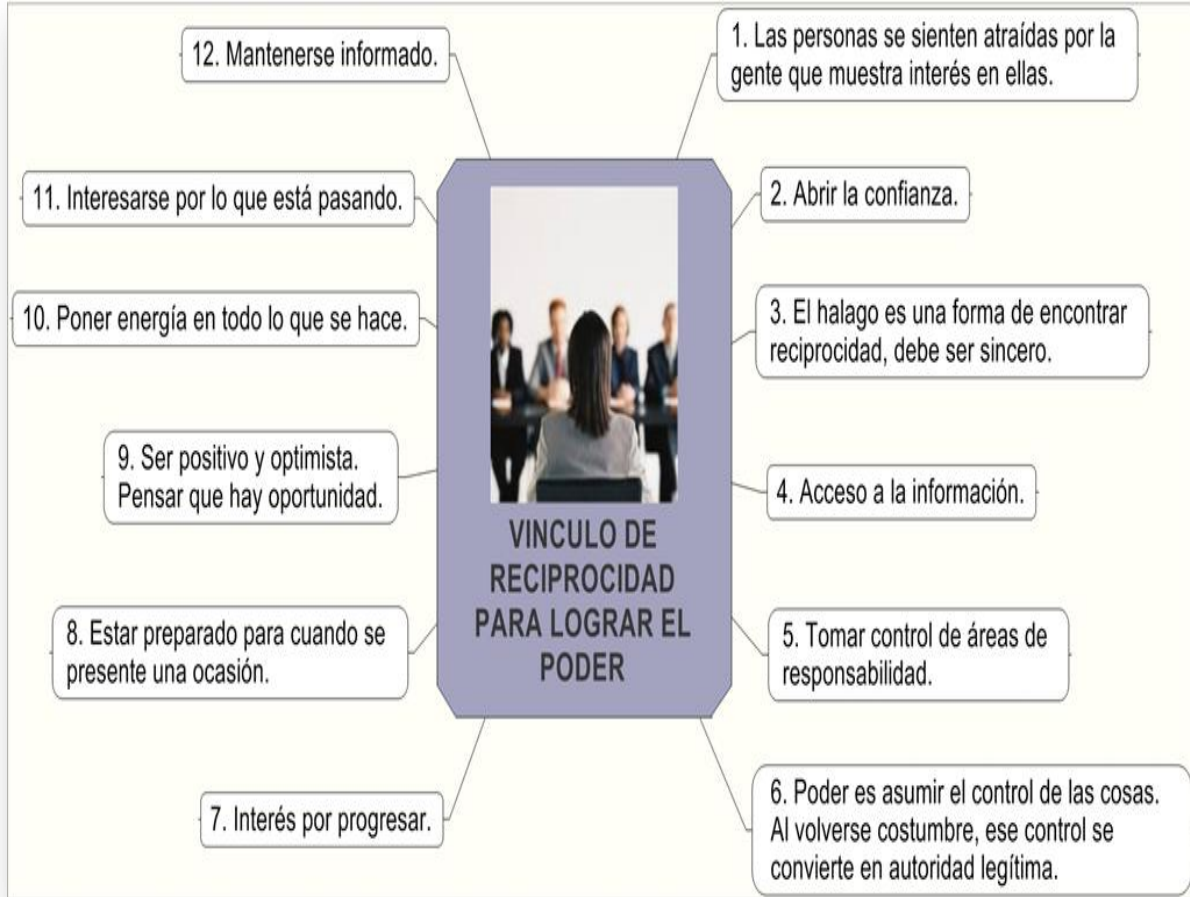 VINCULO DE
RECIPROCIDAD
PARA LOGRAR EL
PODER
1. Las personas se sienten atraídas por la
gente que muestra interés en ellas.
2. Abrir la confianza.
3. El halago es una forma de encontrar
reciprocidad, debe ser sincero.
4. Acceso a la información.
5. Tomar control de áreas de
responsabilidad.
6. Poder es asumir el control de las cosas.
Al volverse costumbre, ese control se
convierte en autoridad legítima.
7. Interés por progresar.
8. Estar preparado para cuando se
presente una ocasión.
9. Ser positivo y optimista.
Pensar que hay oportunidad.
10. Poner energía en todo lo que se hace.
11. Interesarse por lo que está pasando.
12. Mantenerse informado.